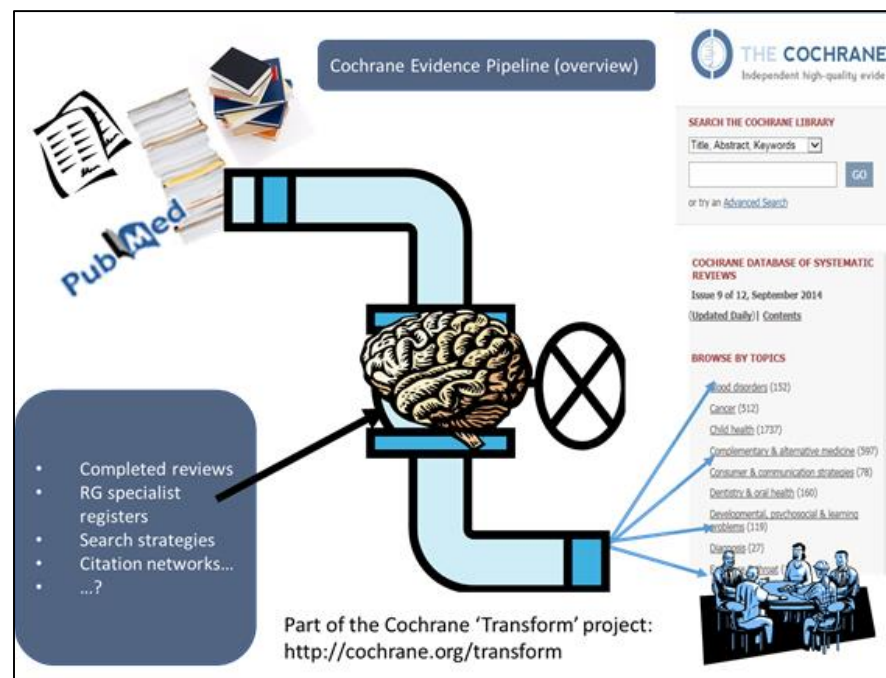 Cochrane Evidence Pipeline (overview)
THE COCHRANE
Independent high-quality evide
SEARCH THE COCHRANE LIBRARY
Title, Abstract, Keywords
GO
or try an Advanced Search
PubMed
COCHRANE DATABASE OF SYSTEMATIC
REVIEWS
Issue 9 of 12, September 2014
(Updated Daily)| Contents
BROWSE BY TOPICS
Blood disorders (152)
Cancer (512)
Child health (1737)
Complementary & alternative medicine (597)
Consumer & communication strategies (78)
Dentistry & oral health (160)
Developmental, psychosocial & learning
problems (119)
Diagnosis (27)
• Completed reviews
• RG specialist
registers
• Search strategies
• Citation networks…
• …?
Part of the Cochrane ‘Transform’ project:
http://cochrane.org/transform